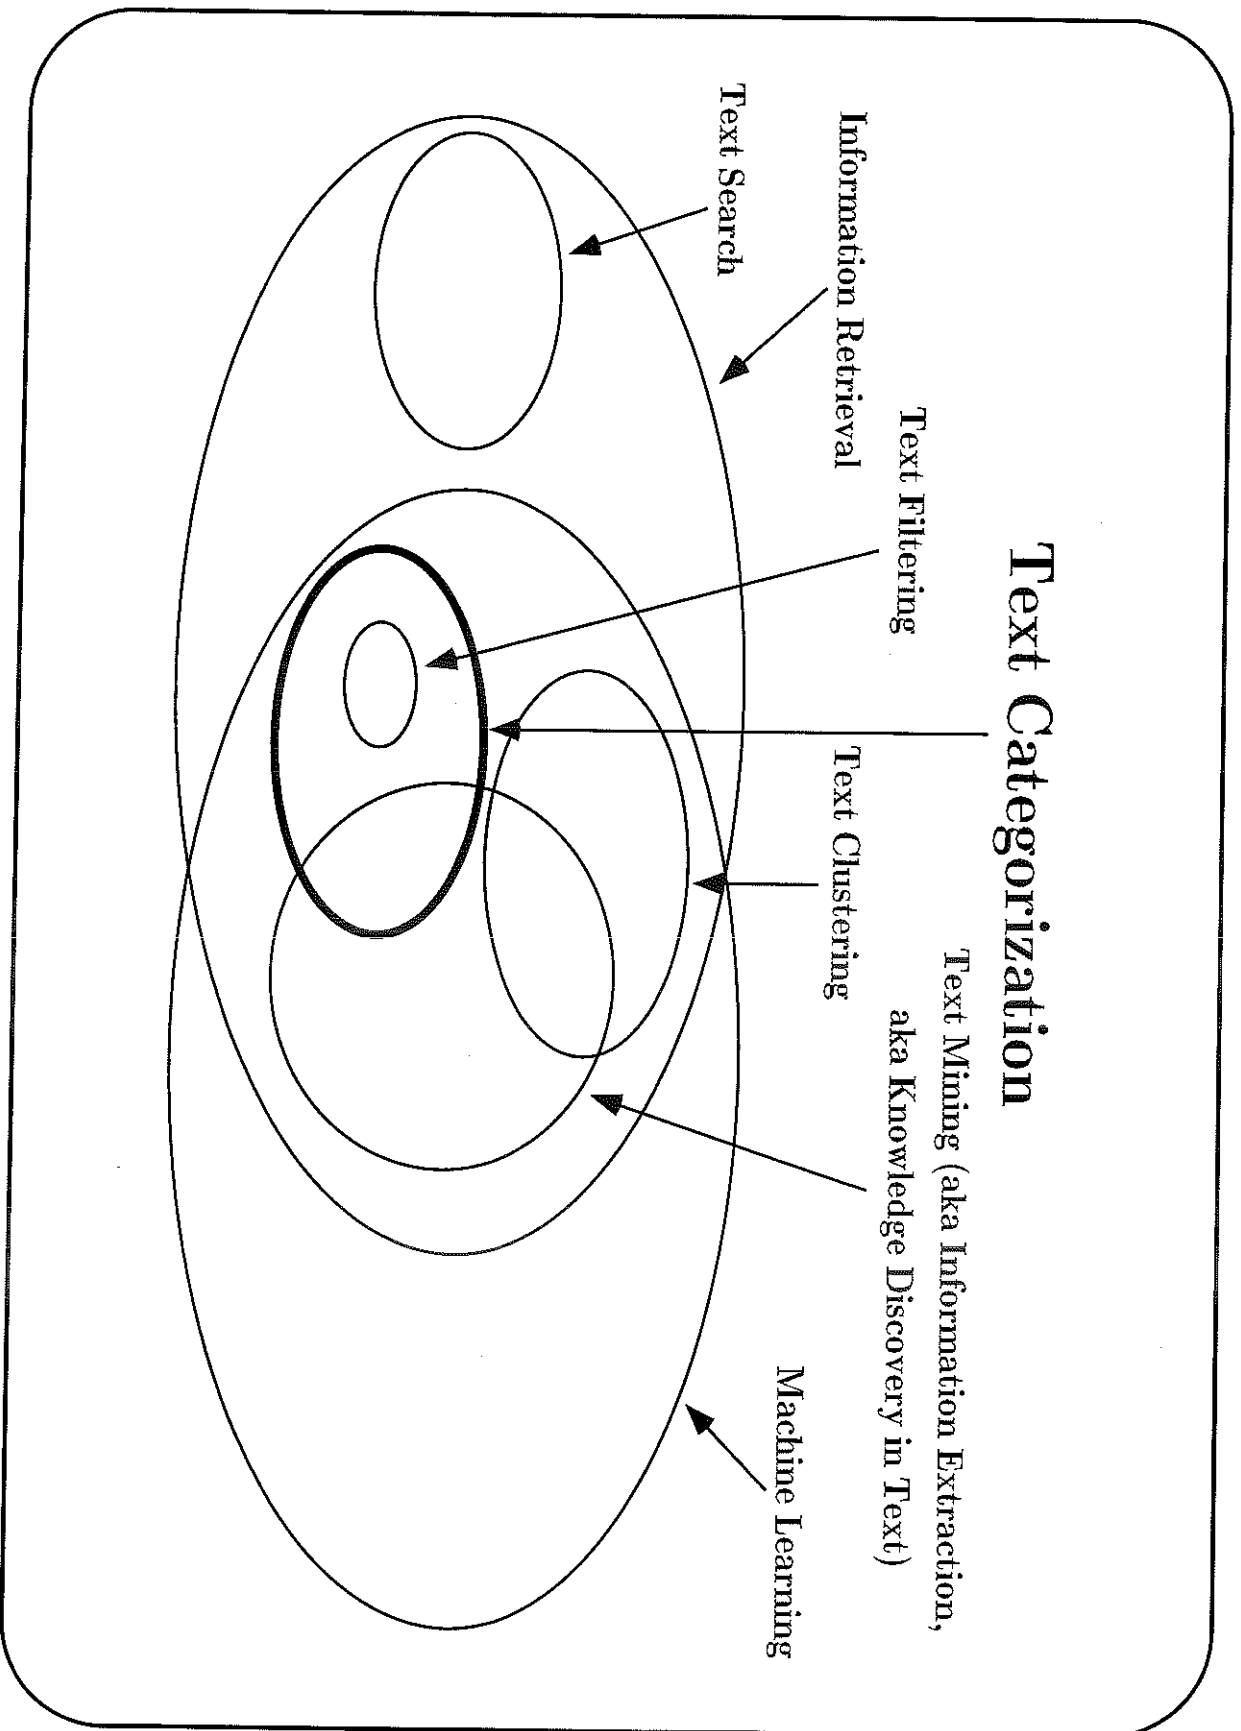 Text Categorization
Text Mining (aka Information Extraction,
aka Knowledge Discovery in Text)
Text Filtering
Information Retrieval
Text Clustering
Machine Learning
Text Search